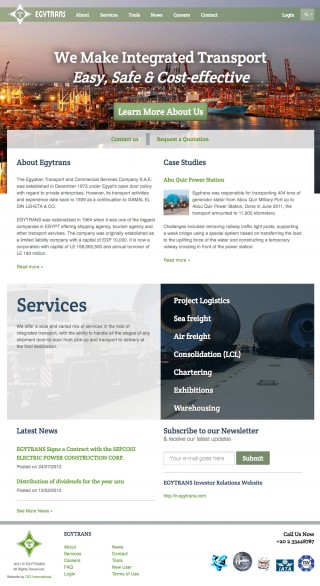 EGYTRANS
About Services Tools News Careers Contact Login
We Make Integrated Transport
Easy, Safe & Cost-effective
Learn More About Us
Contact us Request a Quotation
About Egytrans
The Egyptian Transport and Commercial Services Company S.A.E.
was established in December 1973 under Egypt's open door policy
with regard to private enterprises. However, its transport activities
and experience date back to 1939 as a continuation to GAMAL EL
DIN LEHETA & CO.
EGYTRANS was nationalized in 1964 when it was one of the biggest
companies in EGYPT offering shipping, tourism agency and
other transport services. The company was originally established as
a limited liability company with a capital of EGP 10,000. It is now a
corporation with capital of LE 156,062,500 and annual turnover of
LE 160 million.
Read more »
Case Studies
Abu Quir Power Station
Egytrans was responsible for transporting 404 tons of
generator stator from Abu Quir Military Port up to
Abou Quir Power Station. Done in June 2011, the
transport amounted to 11,900 kilometers.
Challenges included removing railway traffic light posts, supporting
a weak bridge using a special system based on transferring the load
to the uplifting force of the water and constructing a temporary
railway crossing in front of the power station.
Read more »
Services
We offer a wide and varied mix of services in the field of
integrated transport, with the ability to handle all the stages of any
shipment door-to-door from pick-up and transport to delivery at
the final destination.
Project Logistics
Sea freight
Air freight
Consolidation (LCL)
Chartering
Exhibitions
Warehousing
Latest News
EGYTRANS Signs a Contract with the SEPCOIII
ELECTRIC POWER CONSTRUCTION CORP.
Posted on 24/07/2012
Distribution of dividends for the year 2011
Posted on 12/02/2012
See More News »
Subscribe to our Newsletter
& receive our latest updates
Your e-mail goes here Submit
EGYTRANS Investor Relations Website
http://ir.egytrans.com
2011 © EGYTRANS
All Rights Reserved
Website by OID International
EGYTRANS
About News
Services Contact
Careers Tools
FAQ New User
Login Terms of Use
Call Us Now